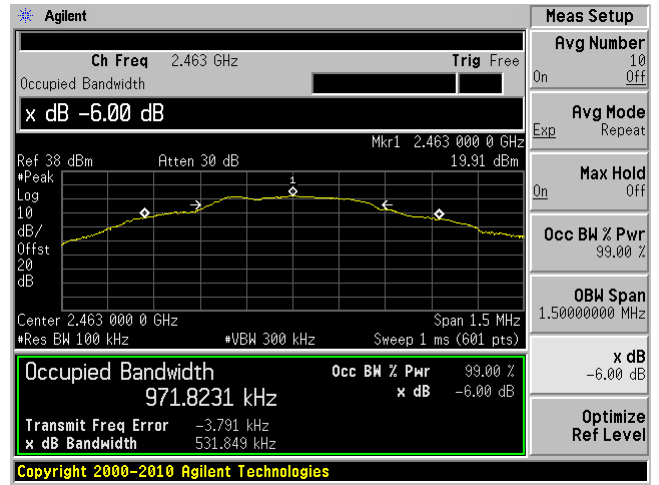 Agilent
Meas Setup
Ch Freq 2.463 GHz Trig Free
Occupied Bandwidth
x dB -6.00 dB
Mkr1 2.463 000 0 GHz
Ref 38 dBm Atten 30 dB 19.91 dBm
#Peak
Log
10
dB/
Offst
20
dB
1
Center 2.463 000 0 GHz Span 1.5 MHz
#Res BW 100 kHz #VBW 300 kHz Sweep 1 ms (601 pts)
Occupied Bandwidth Occ BW % Pwr 99.00 %
971.8231 kHz x dB -6.00 dB
Transmit Freq Error -3.791 kHz
x dB Bandwidth 531.849 kHz
Copyright 2000-2010 Agilent Technologies
Avg Number
10
On Off
Avg Mode
Exp Repeat
Max Hold
On Off
Occ BW % Pwr
99.00 %
OBW Span
1.50000000 MHz
x dB
-6.00 dB
Optimize
Ref Level